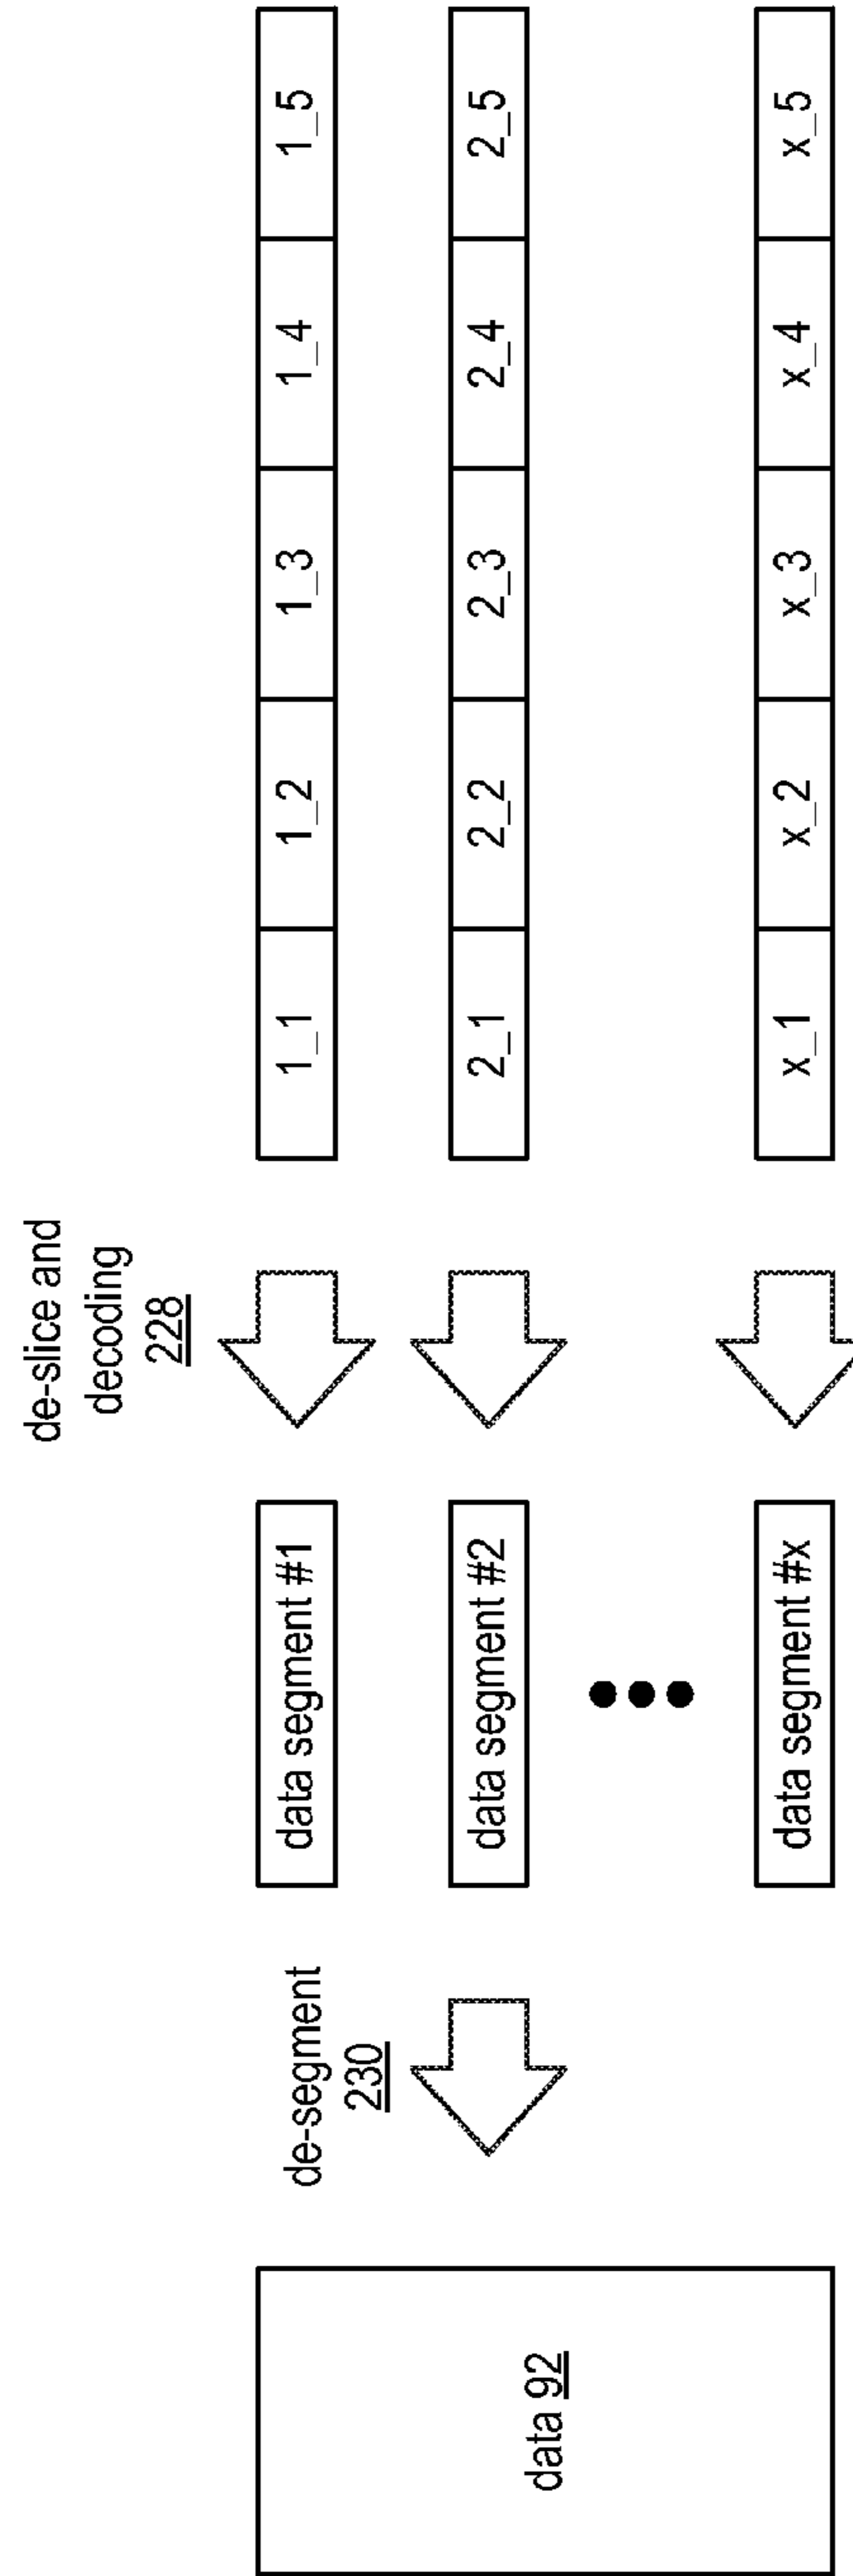 de-slice and
decoding
228
de-segment
230
data 92
data segment #1
1_1
1_2
1_3
1_4
1_5
data segment #2
2_1
2_2
2_3
2_4
2_5
data segment #x
x_1
x_2
x_3
x_4
x_5